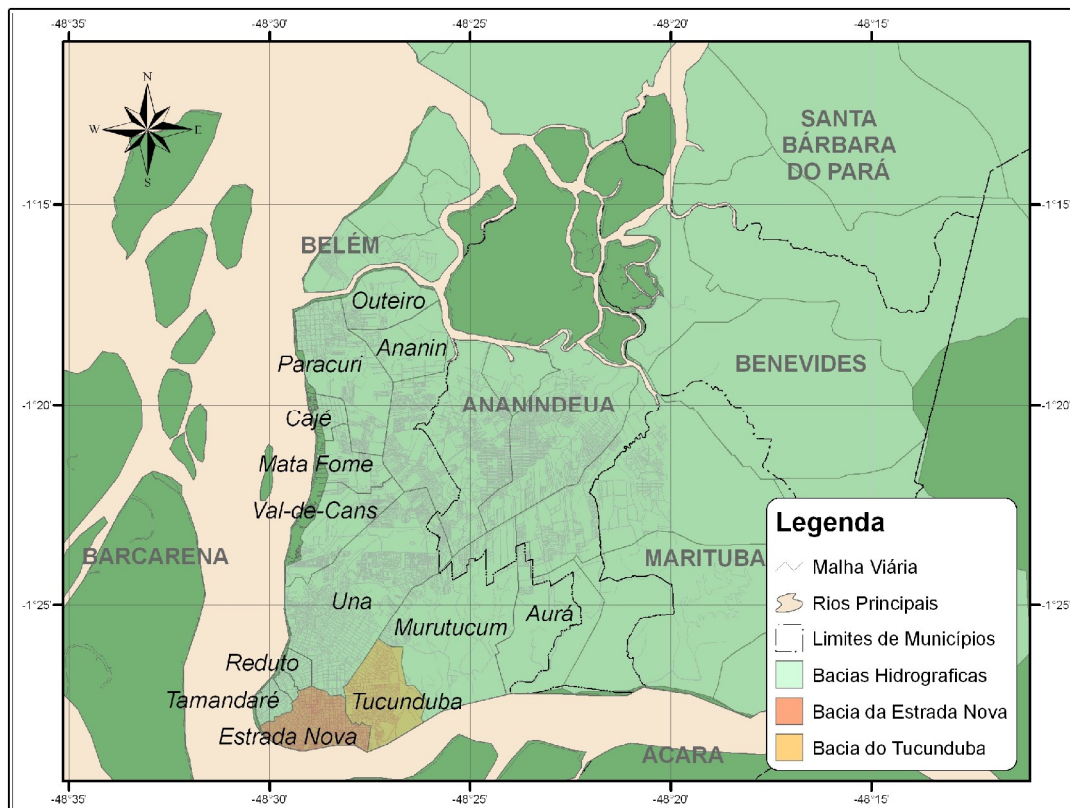 -48°35'
-48°30'
-48°25'
-48°20'
-48°15'
N
W
E
S
SANTA
BÁRBARA
DO PARÁ
-1°15'
-1°15'
BELÉM
Outeiro
Ananin
Paracuri
BENEVIDES
-1°20'
-1°20'
ANANINDEUA
Cajé
Mata Fome
Val-de-Cans
BARCARENA
MARITUBA
Una
Murutucum
Aurá
-1°25'
-1°25'
Reduto
Tamandaré
Tucunduba
Estrada Nova
ACARA
Legenda
Malha Viária
Rios Principais
Limites de Municípios
Bacias Hidrograficas
Bacia da Estrada Nova
Bacia do Tucunduba
-48°35'
-48°30'
-48°25'
-48°20'
-48°15'